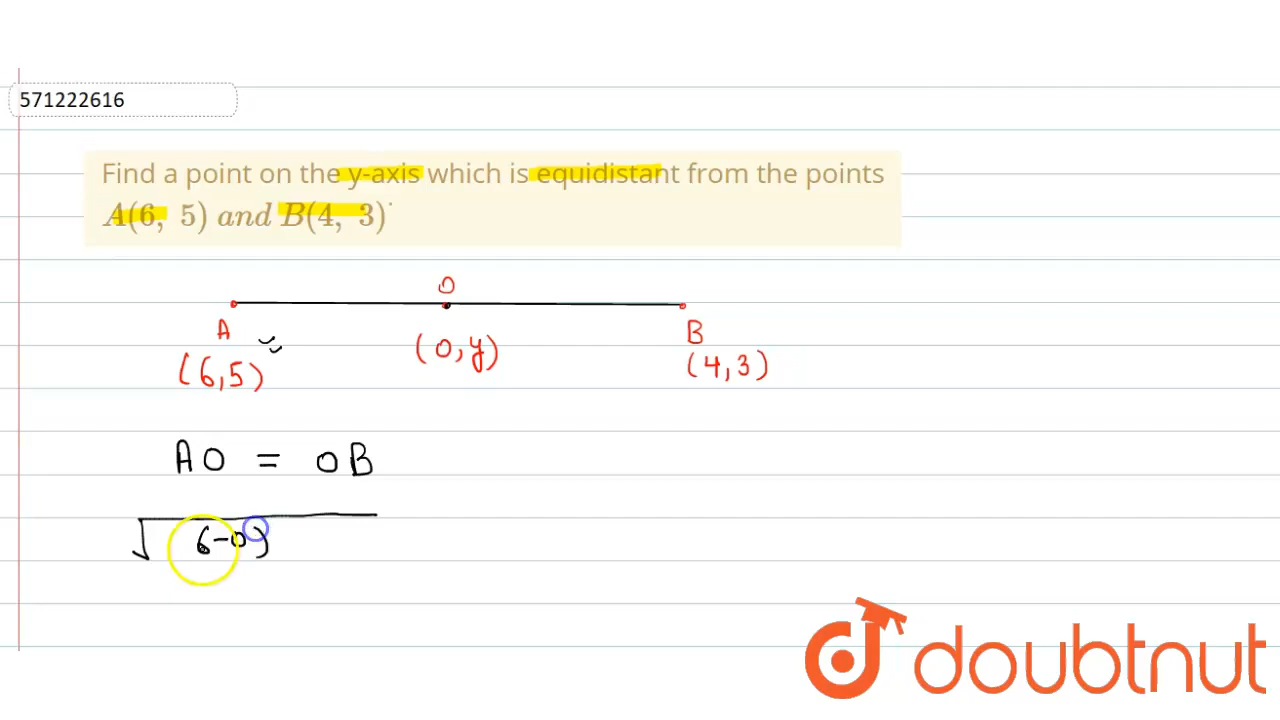 571222616
Find a point on the y-axis which is equidistant from the points
A(6, 5) and B(4, 3)
O
A
B
(6,5)
(0,y)
(4,3)
AO = OB
√ 6-0)
doubtnut